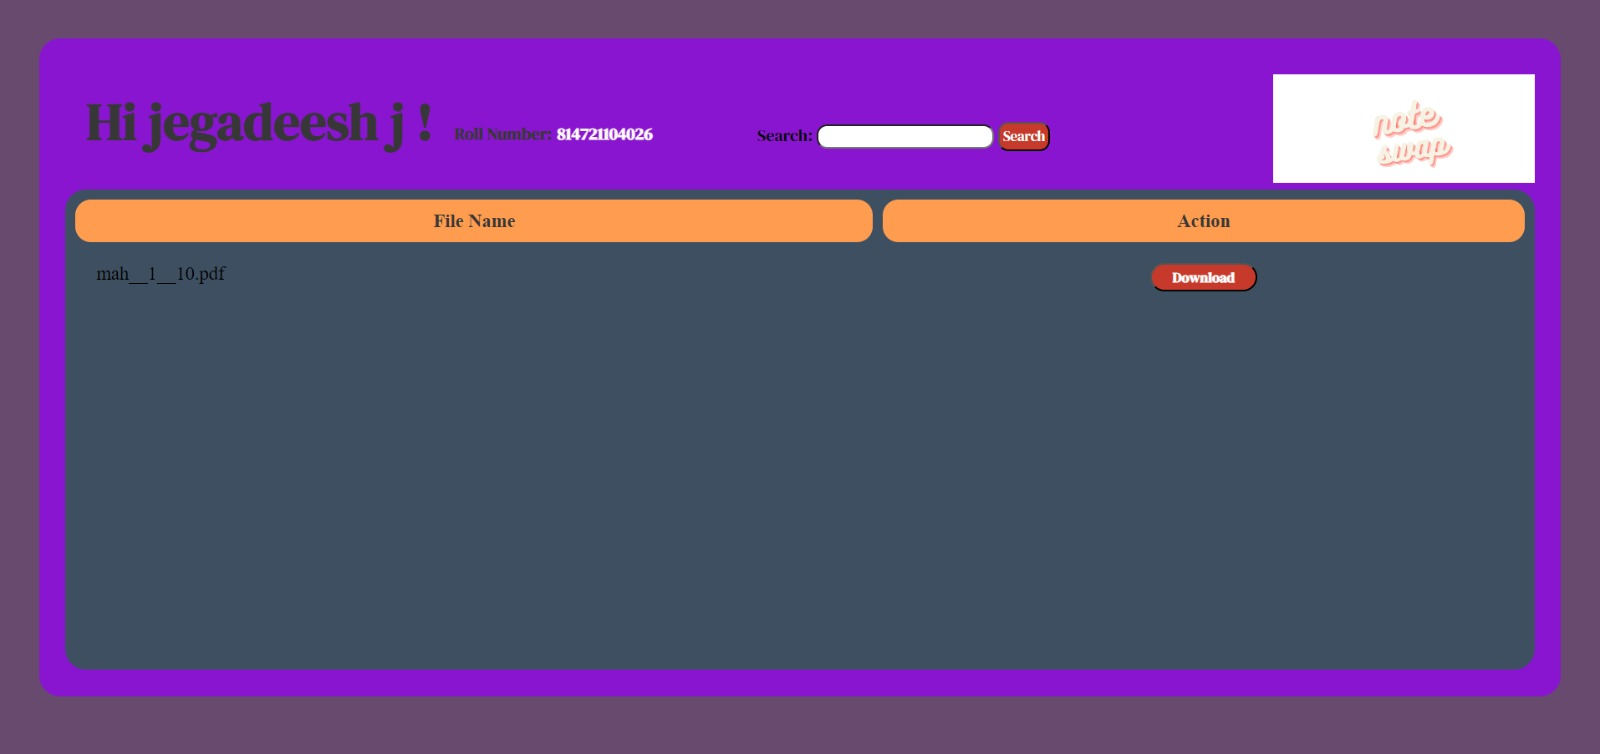 Hi jegadeesh j !
Roll Number: 814721104026
Search:
Search
note
swap
File Name
Action
mah__1__10.pdf
Download